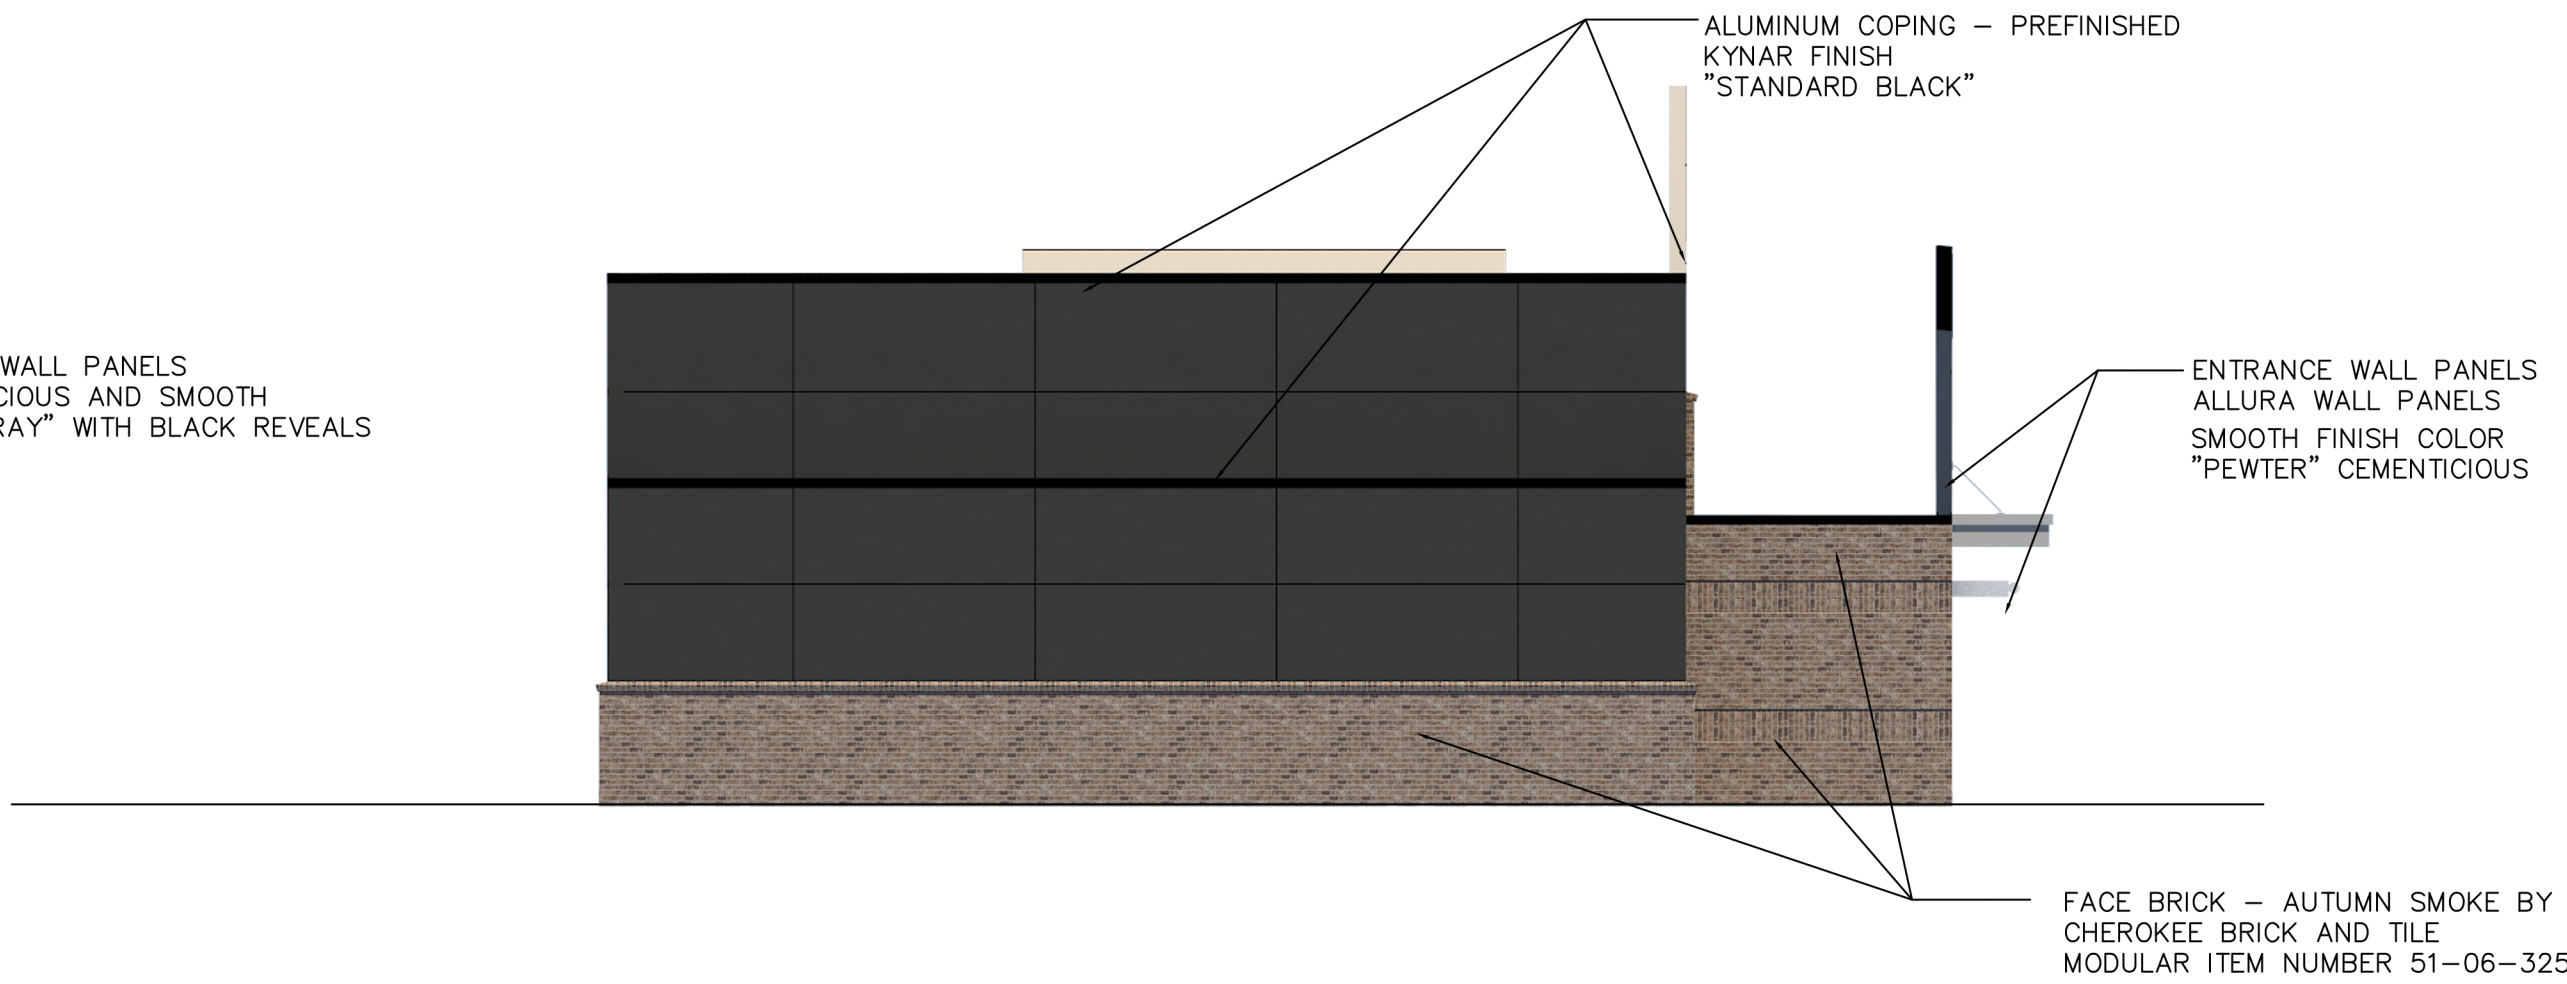 ALUMINUM COPING – PREFINISHED
KYNAR FINISH
"STANDARD BLACK"
WALL PANELS
CIOUS AND SMOOTH
RAY" WITH BLACK REVEALS
ENTRANCE WALL PANELS
ALLURA WALL PANELS
SMOOTH FINISH COLOR
"PEWTER" CEMENTICIOUS
FACE BRICK – AUTUMN SMOKE BY
CHEROKEE BRICK AND TILE
MODULAR ITEM NUMBER 51–06–325